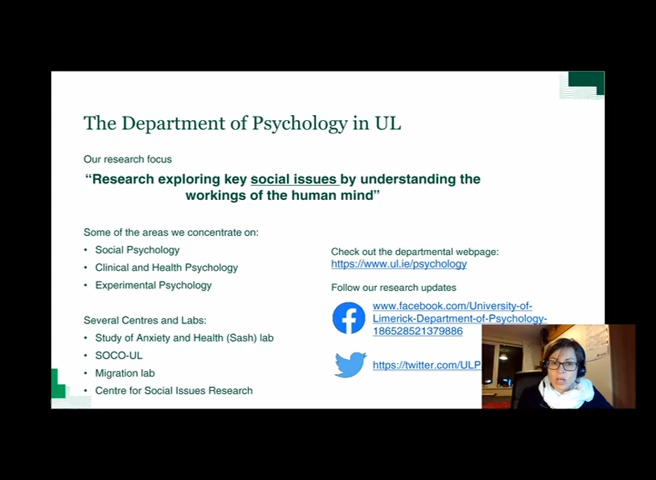 The Department of Psychology in UL
Our research focus
“Research exploring key social issues by understanding the
workings of the human mind”
Some of the areas we concentrate on:
• Social Psychology
• Clinical and Health Psychology
• Experimental Psychology
Several Centres and Labs:
• Study of Anxiety and Health (Sash) lab
• SOCO-UL
• Migration lab
• Centre for Social Issues Research
Check out the departmental webpage:
https://www.ul.ie/psychology
Follow our research updates
www.facebook.com/University-of-
Limerick-Department-of-Psychology-
186528521379886
https://twitter.com/ULP